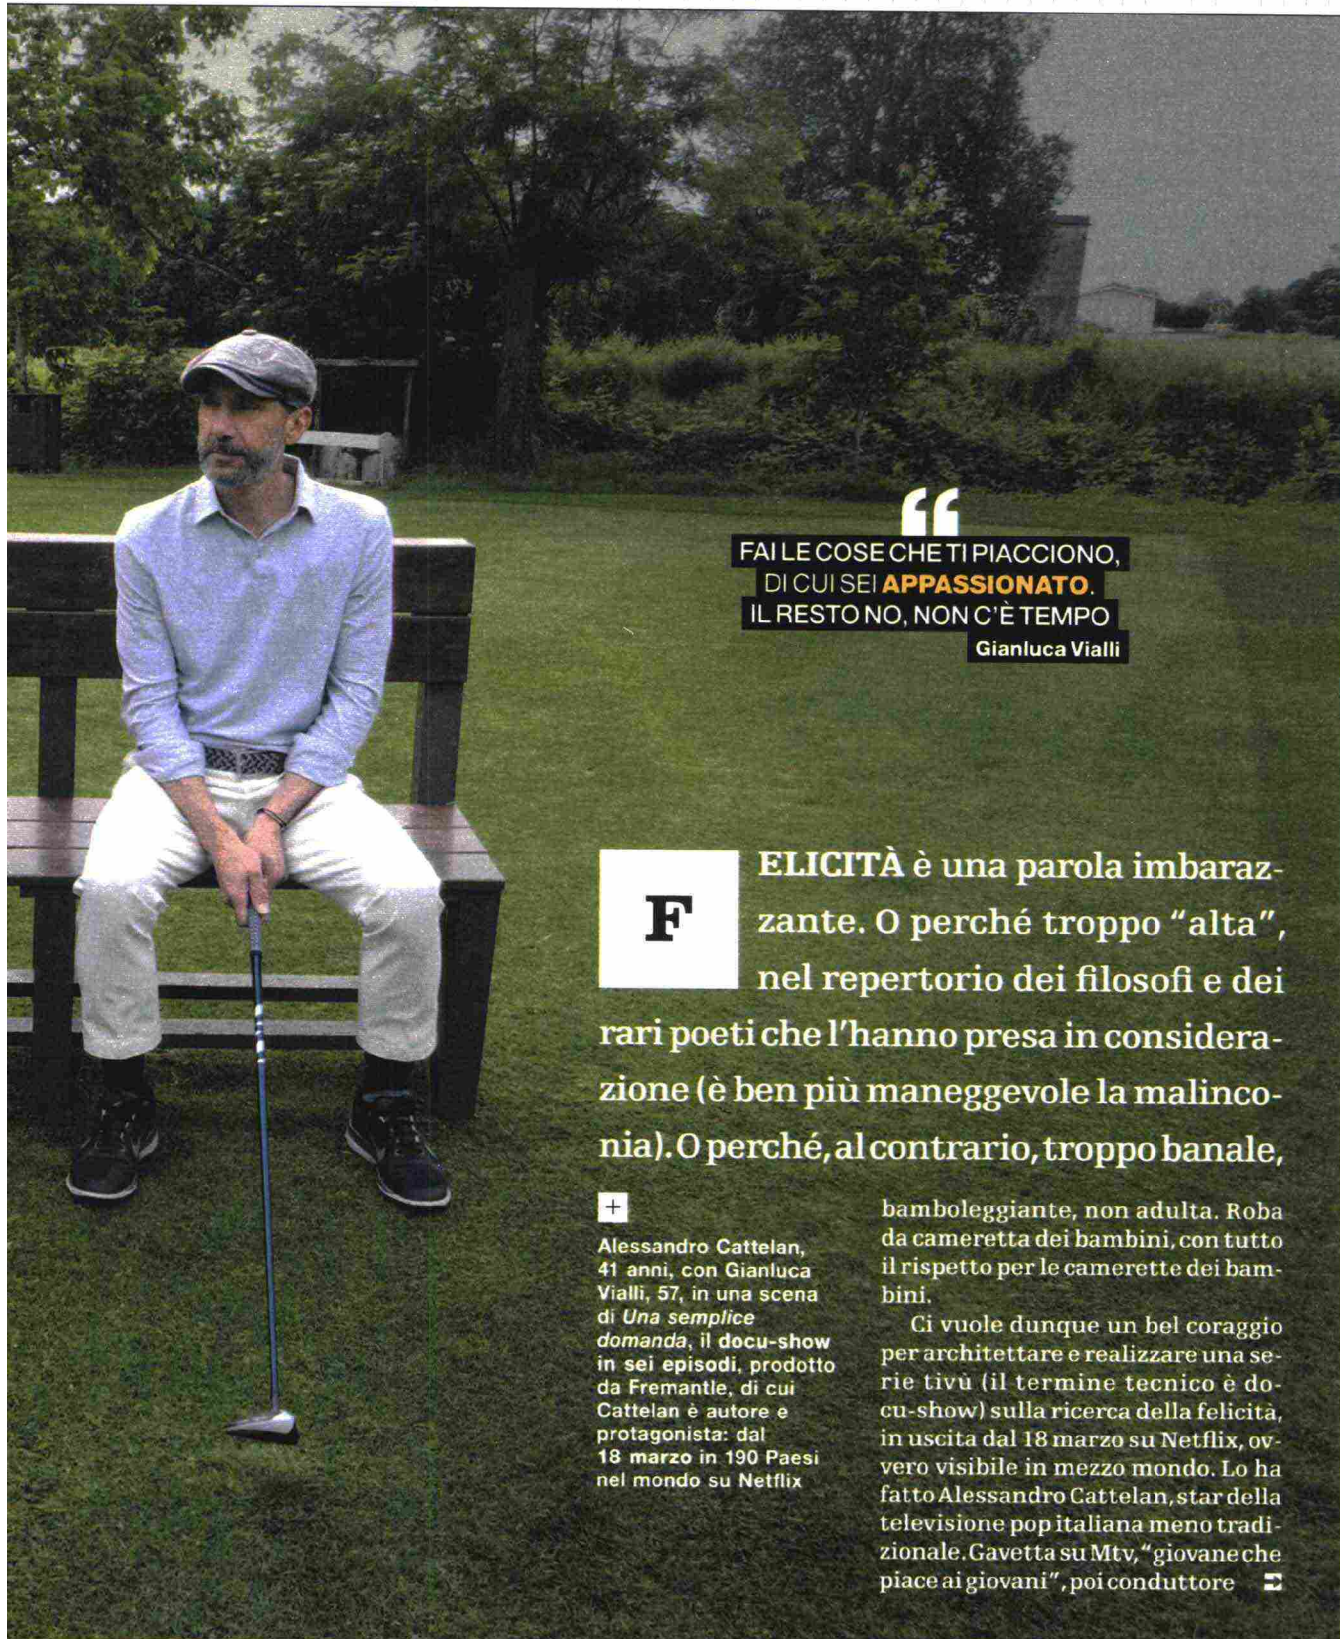 “
FAI LE COSE CHE TI PIACCIONO,
DI CUI SEI APPASSIONATO.
IL RESTO NO, NON C'È TEMPO
Gianluca Vialli
FELICITÀ è una parola imbaraz-
zante. O perché troppo “alta”,
nel repertorio dei filosofi e dei
rari poeti che l'hanno presa in considera-
zione (è ben più maneggevole la malinco-
nia). O perché, al contrario, troppo banale,
+
Alessandro Cattelan,
41 anni, con Gianluca
Vialli, 57, in una scena
di Una semplice
domanda, il docu-show
in sei episodi, prodotto
da Fremantle, di cui
Cattelan è autore e
protagonista: dal
18 marzo in 190 Paesi
nel mondo su Netflix
bamboleggiante, non adulta. Roba
da cameretta dei bambini, con tutto
il rispetto per le camerette dei bam-
bini.
Ci vuole dunque un bel coraggio
per architettare e realizzare una se-
rie tivù (il termine tecnico è do-
cu-show) sulla ricerca della felicità,
in uscita dal 18 marzo su Netflix, ov-
vero visibile in mezzo mondo. Lo ha
fatto Alessandro Cattelan, star della
televisione pop italiana meno tradi-
zionale. Gavetta su Mtv, “giovane che
piace ai giovani”, poi conduttore